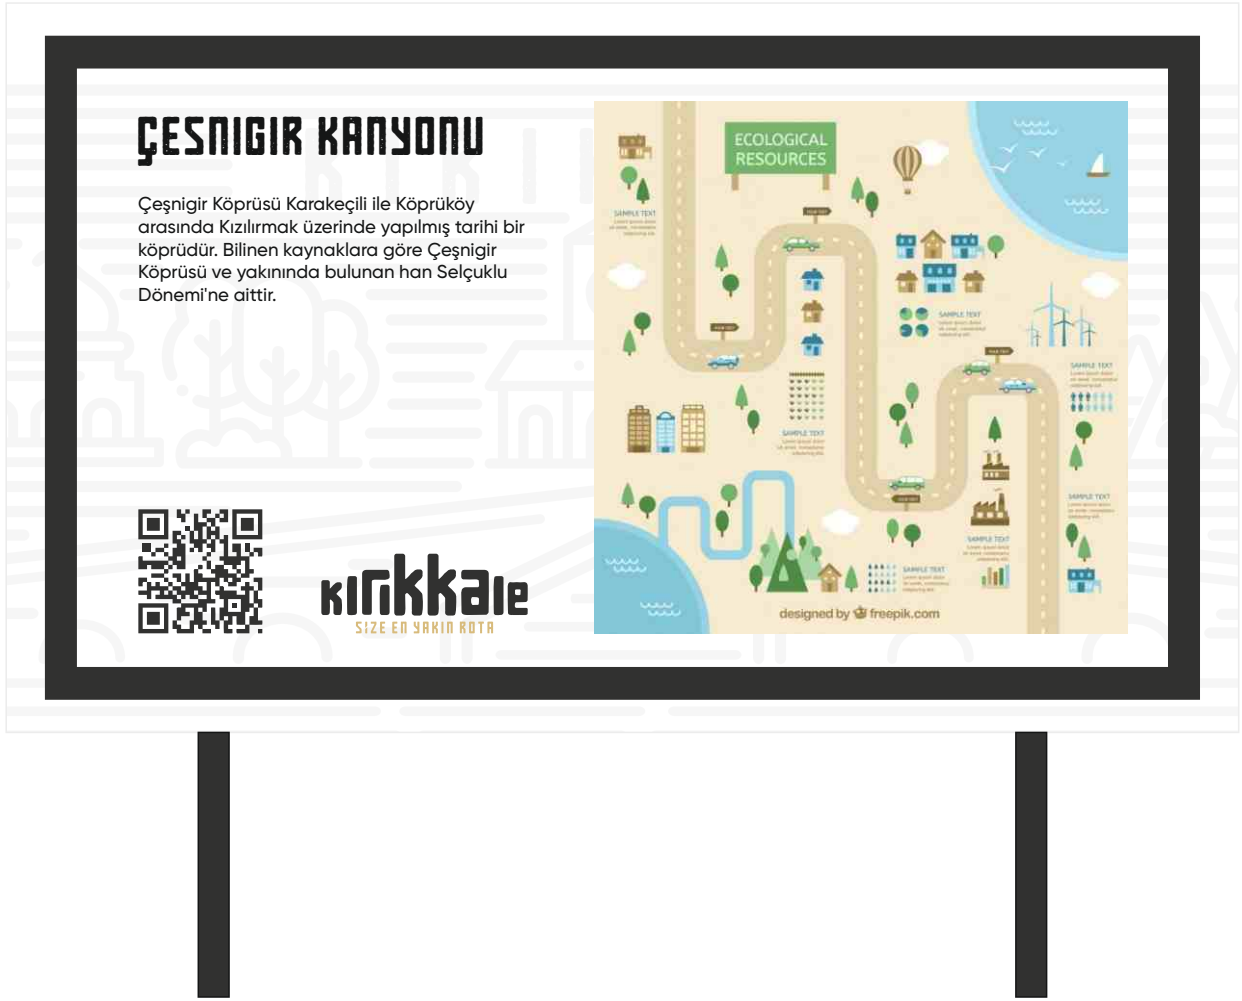 ÇESNIGIR KANYONU
Çeşnigir Köprüsü Karakeçili ile Köprüköy
arasında Kızılırmak üzerinde yapılmış tarihi bir
köprüdür. Bilinen kaynaklara göre Çeşnigir
Köprüsü ve yakınında bulunan han Selçuklu
Dönemi'ne aittir.
kırıkkale
SIZE EN YAKIN ROTA
ECOLOGICAL
RESOURCES
SAMPLE TEXT
SAMPLE TEXT
SAMPLE TEXT
SAMPLE TEXT
SAMPLE TEXT
SAMPLE TEXT
SAMPLE TEXT
designed by freepik.com